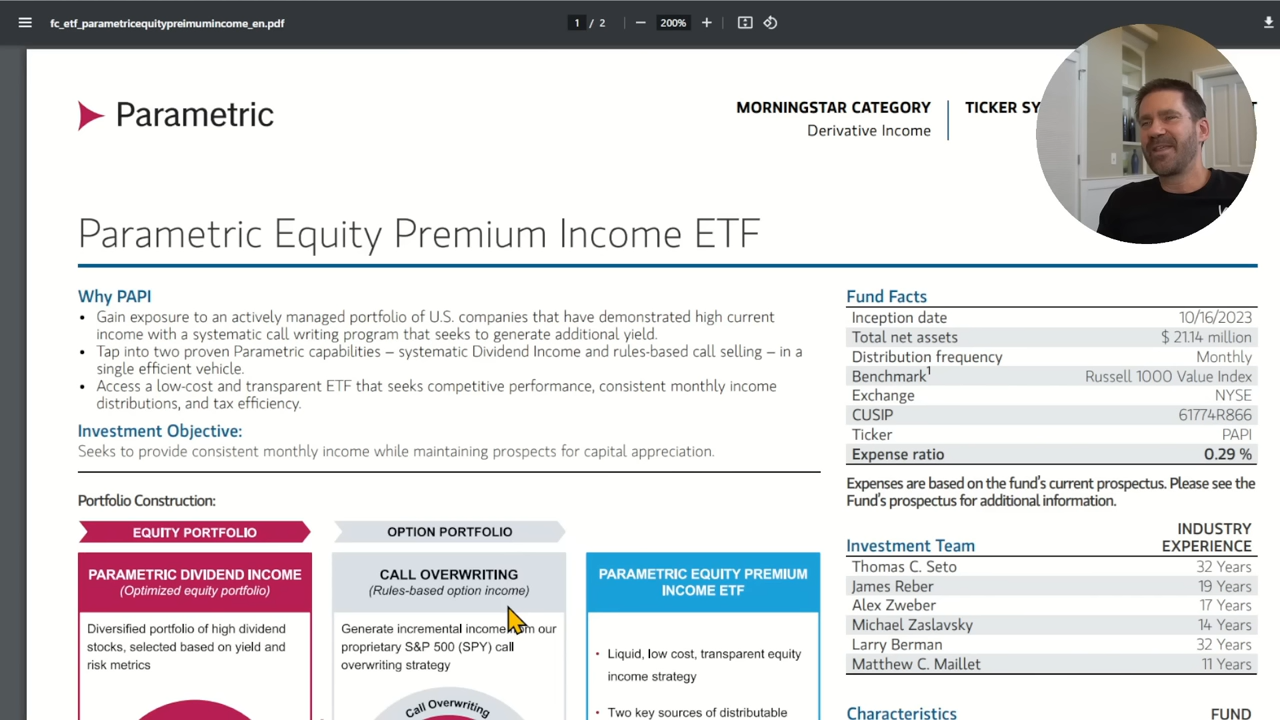 fc_etf_parametricequitypreimumincome_en.pdf
1 / 2
200%
Parametric
MORNINGSTAR CATEGORY
Derivative Income
TICKER
Parametric Equity Premium Income ETF
Why PAPI
• Gain exposure to an actively managed portfolio of U.S. companies that have demonstrated high current
income with a systematic call writing program that seeks to generate additional yield.
• Tap into two proven Parametric capabilities – systematic Dividend Income and rules-based call selling – in a
single efficient vehicle.
• Access a low-cost and transparent ETF that seeks competitive performance, consistent monthly income
distributions, and tax efficiency.
Investment Objective:
Seeks to provide consistent monthly income while maintaining prospects for capital appreciation.
Portfolio Construction:
EQUITY PORTFOLIO
PARAMETRIC DIVIDEND INCOME
(Optimized equity portfolio)
Diversified portfolio of high dividend
stocks, selected based on yield and
risk metrics
OPTION PORTFOLIO
CALL OVERWRITING
(Rules-based option income)
Generate incremental income from our
proprietary S&P 500 (SPY) call
overwriting strategy
Call Overwriting
PARAMETRIC EQUITY PREMIUM
INCOME ETF
• Liquid, low cost, transparent equity
income strategy
• Two key sources of distributable
Fund Facts
Inception date 10/16/2023
Total net assets $ 21.14 million
Distribution frequency Monthly
Benchmark1 Russell 1000 Value Index
Exchange NYSE
CUSIP 61774R866
Ticker PAPI
Expense ratio 0.29 %
Expenses are based on the fund's current prospectus. Please see the
Fund's prospectus for additional information.
Investment Team INDUSTRY EXPERIENCE
Thomas C. Seto 32 Years
James Reber 19 Years
Alex Zweber 17 Years
Michael Zaslavsky 14 Years
Larry Berman 32 Years
Matthew C. Maillet 11 Years
Characteristics FUND